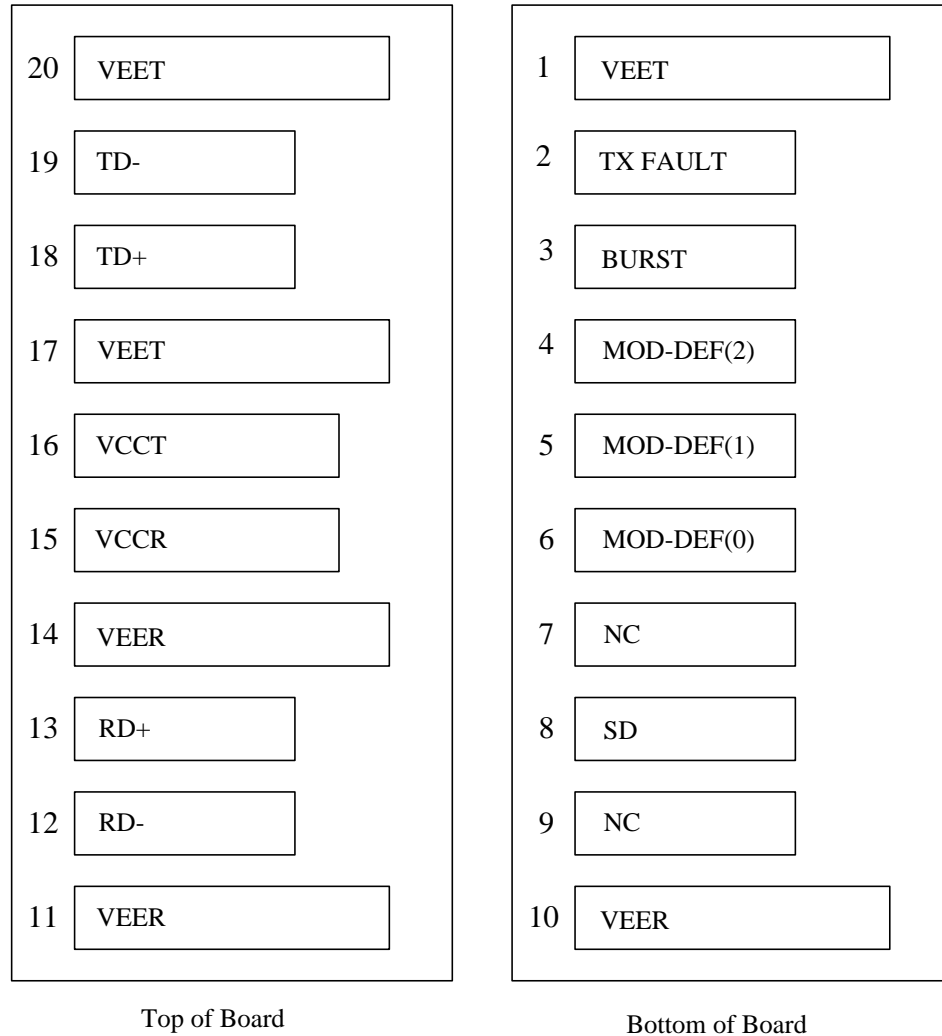 20 VEET
19 TD-
18 TD+
17 VEET
16 VCCT
15 VCCR
14 VEER
13 RD+
12 RD-
11 VEER
Top of Board
1 VEET
2 TX FAULT
3 BURST
4 MOD-DEF(2)
5 MOD-DEF(1)
6 MOD-DEF(0)
7 NC
8 SD
9 NC
10 VEER
Bottom of Board